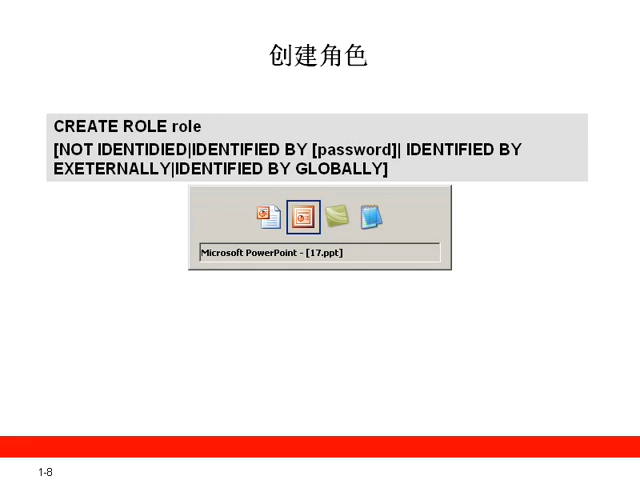 创建角色
CREATE ROLE role
[NOT IDENTIDIED|IDENTIFIED BY [password]| IDENTIFIED BY
EXETERNALLY|IDENTIFIED BY GLOBALLY]
Microsoft PowerPoint - [17.ppt]
1-8